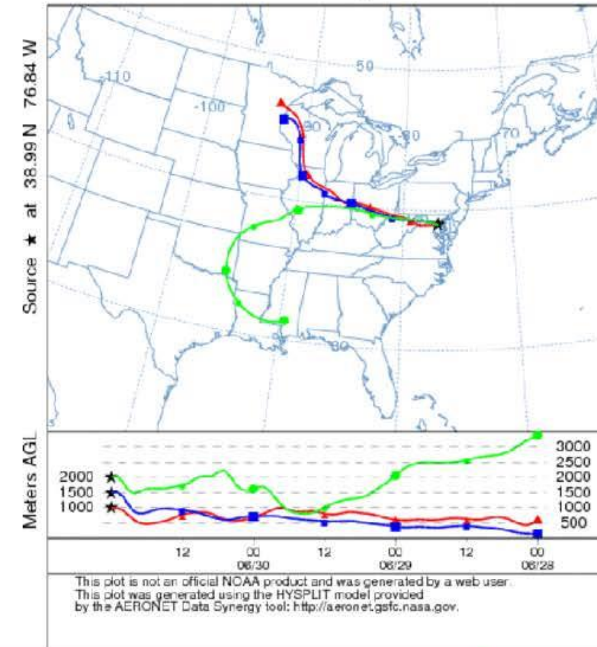 50
-110
-100
90
-80
70
80
Source ★ at 38.99 N 76.84 W
Meters AGL
2000
1500
1000
3000
2500
2000
1500
1000
500
12 00 12 00 12 00
06/30 06/29 06/28
This plot is not an official NOAA product and was generated by a web user.
This plot was generated using the HYSPLIT model provided
by the AERONET Data Synergy tool: http://aeronet.gsfc.nasa.gov.